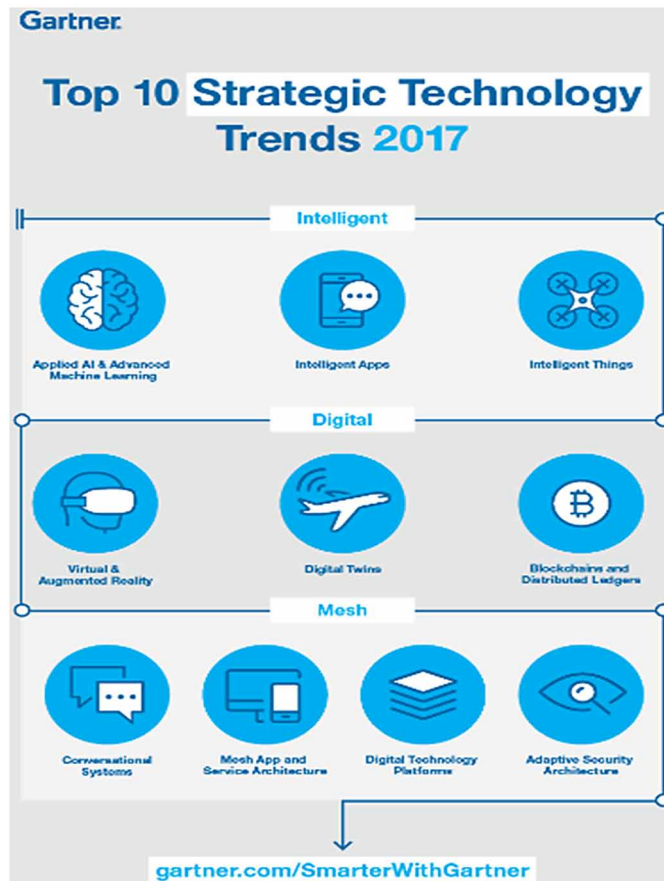 Gartner.
Top 10 Strategic Technology
Trends 2017
Intelligent
Applied AI & Advanced
Machine Learning
Intelligent Apps
Intelligent Things
Digital
Virtual &
Augmented Reality
Digital Twins
Blockchains and
Distributed Ledgers
Mesh
Conversational
Systems
Mesh App and
Service Architecture
Digital Technology
Platforms
Adaptive Security
Architecture
gartner.com/SmarterWithGartner